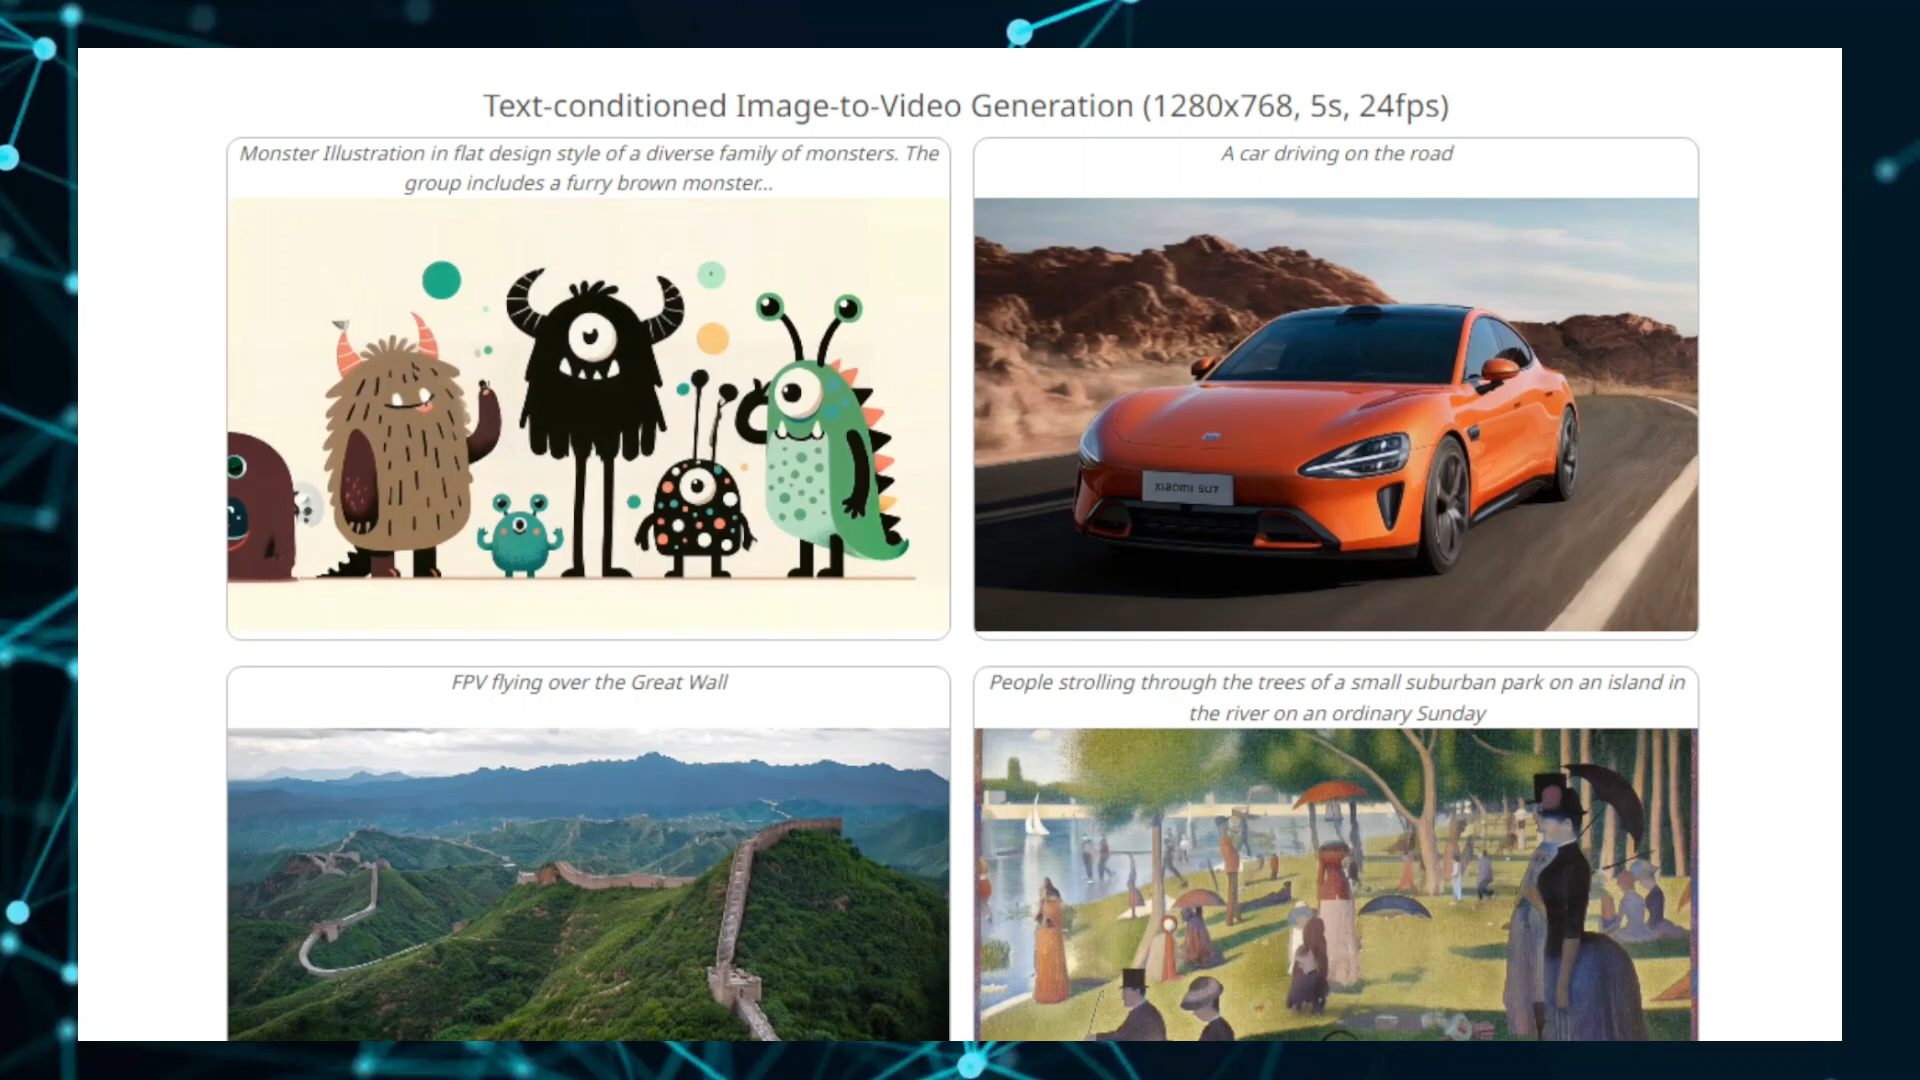 Text-conditioned Image-to-Video Generation (1280x768, 5s, 24fps)
Monster Illustration in flat design style of a diverse family of monsters. The
group includes a furry brown monster...
A car driving on the road
xiaomi SU7
FPV flying over the Great Wall
People strolling through the trees of a small suburban park on an island in
the river on an ordinary Sunday